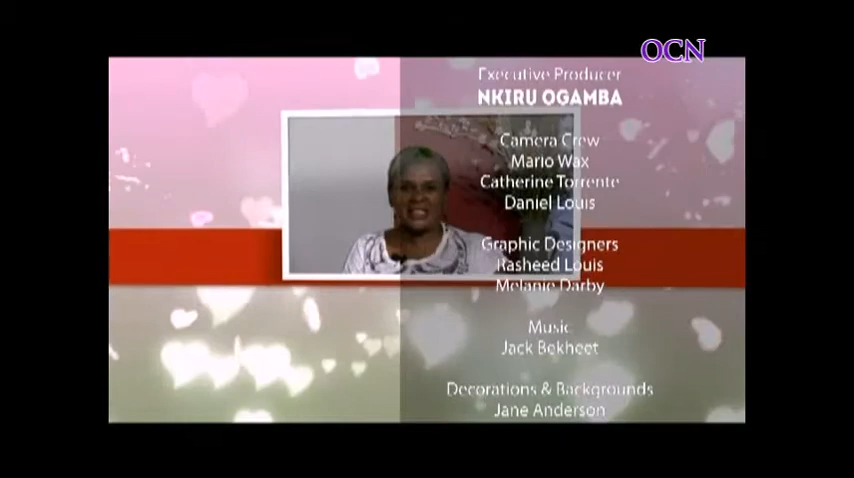 OCN
Executive Producer
NKIRU OGAMBA
Camera Crew
Mario Wax
Catherine Torrente
Daniel Louis
Graphic Designers
Rasheed Louis
Melanie Darby
Music
Jack Bekheet
Decorations & Backgrounds
Jane Anderson